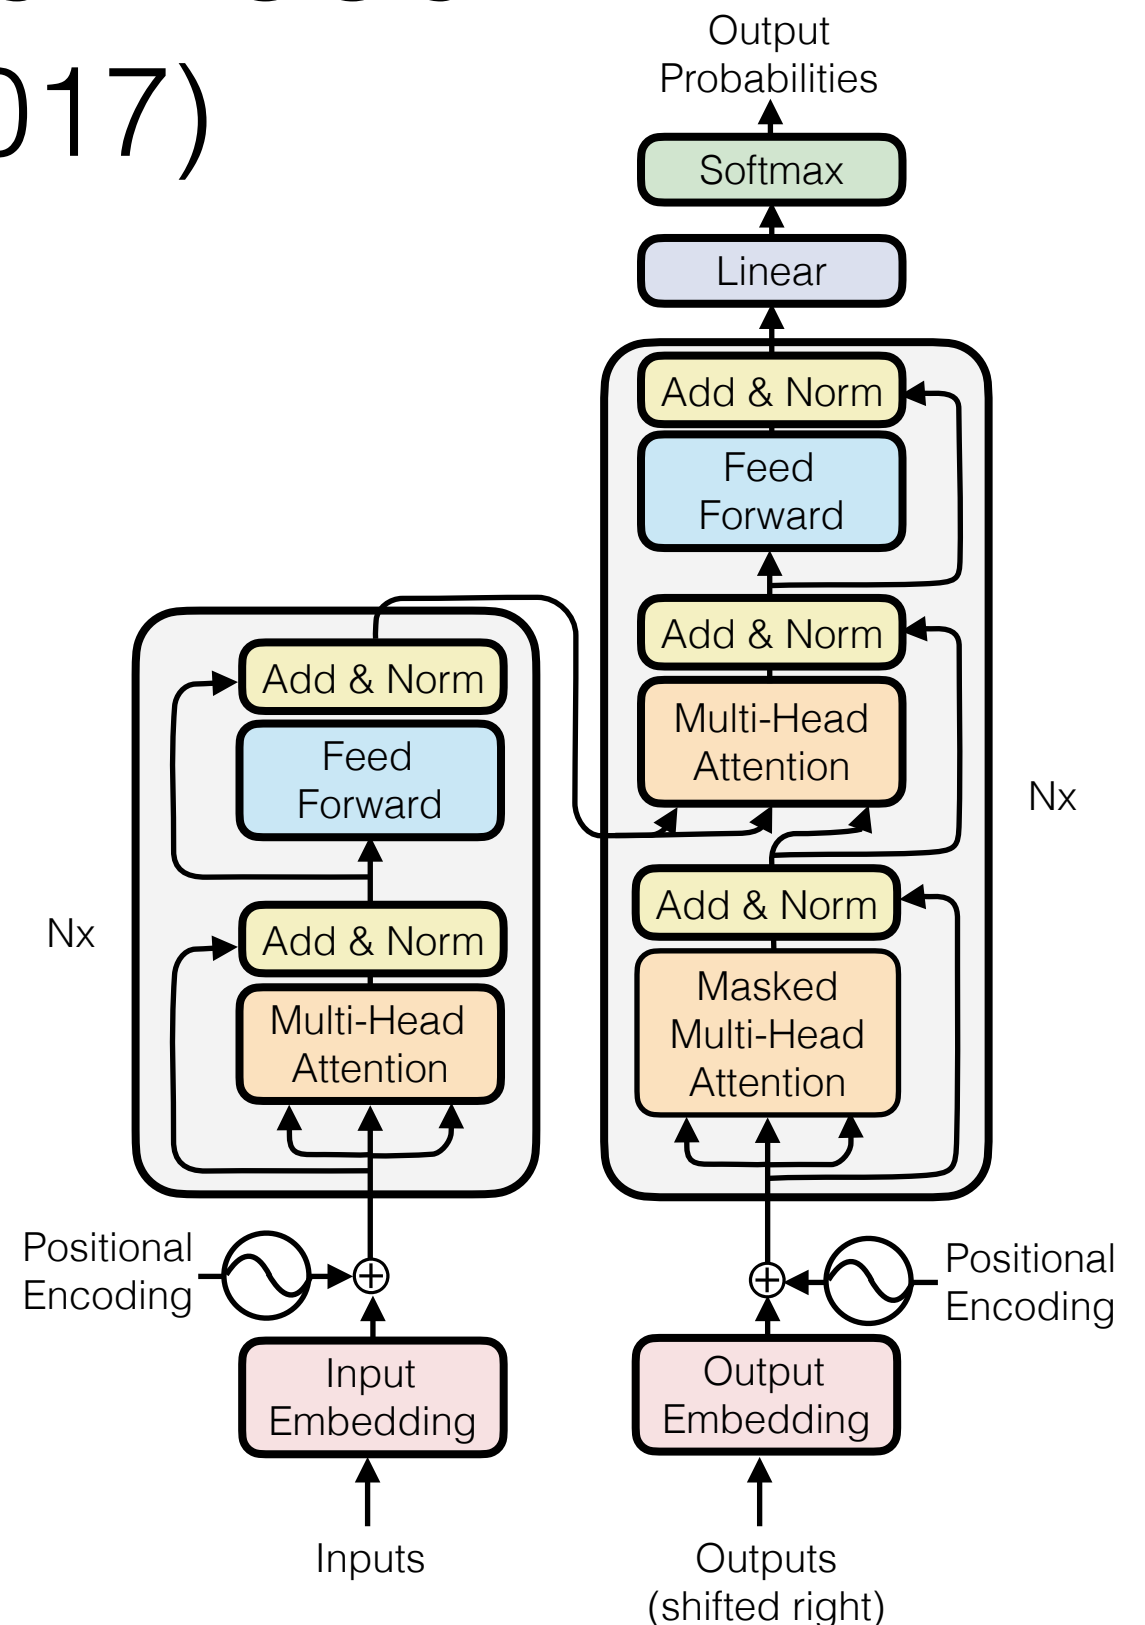 017)
Output
Probabilities
Softmax
Linear
Add & Norm
Feed
Forward
Add & Norm
Multi-Head
Attention
Nx
Add & Norm
Masked
Multi-Head
Attention
Add & Norm
Feed
Forward
Nx
Add & Norm
Multi-Head
Attention
Positional
Encoding
Positional
Encoding
Input
Embedding
Output
Embedding
Inputs
Outputs
(shifted right)